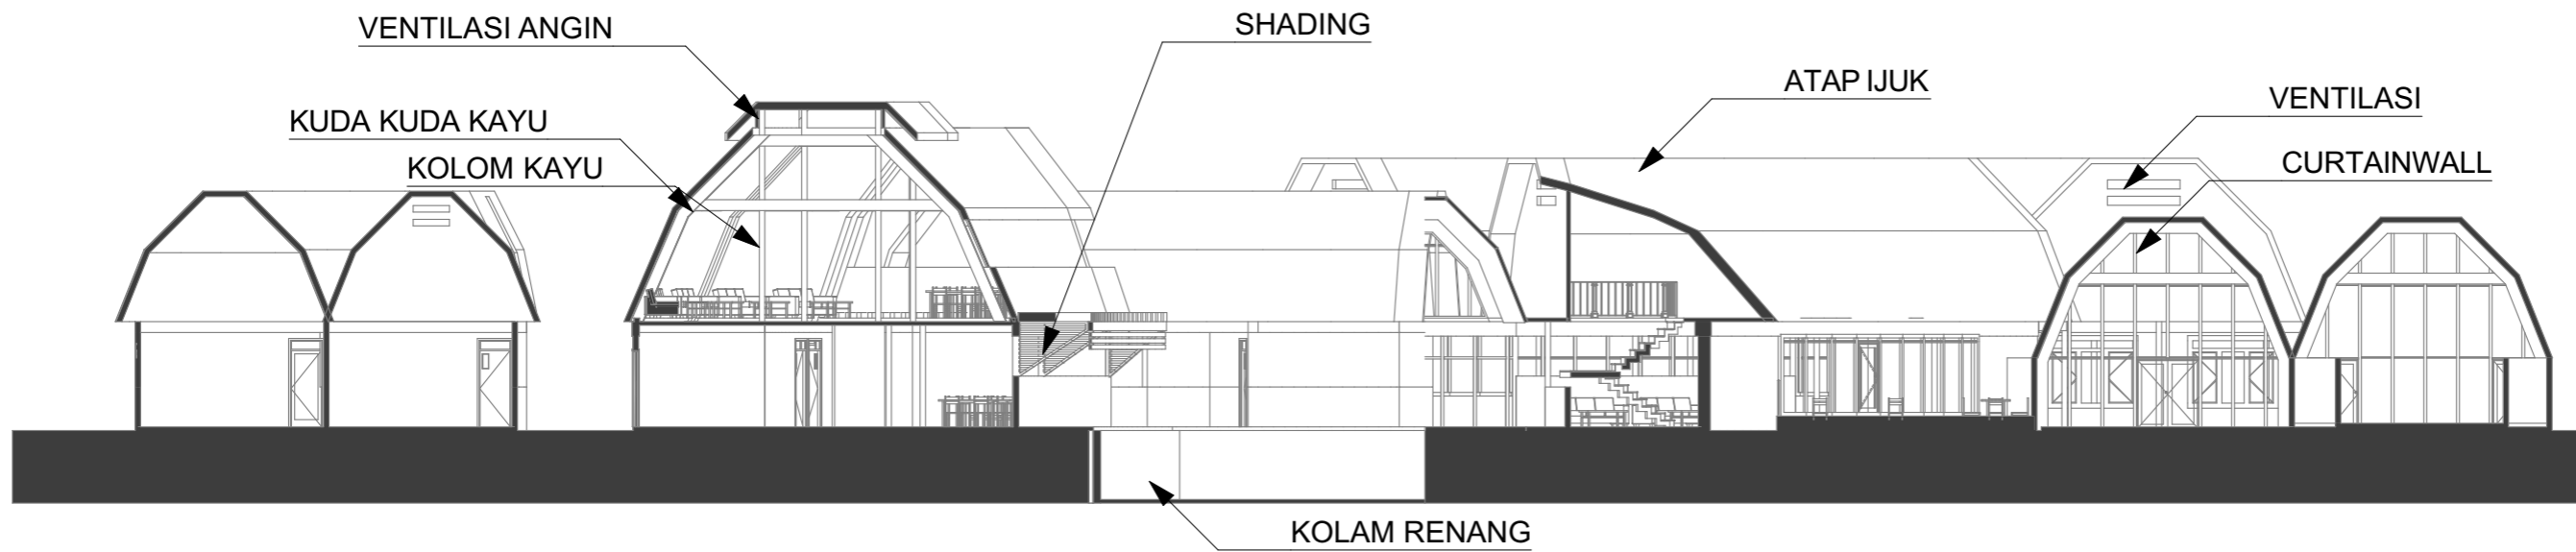 VENTILASI ANGIN
SHADING
KUDA KUDA KAYU
KOLOM KAYU
ATAP IJUK
VENTILASI
CURTAINWALL
KOLAM RENANG